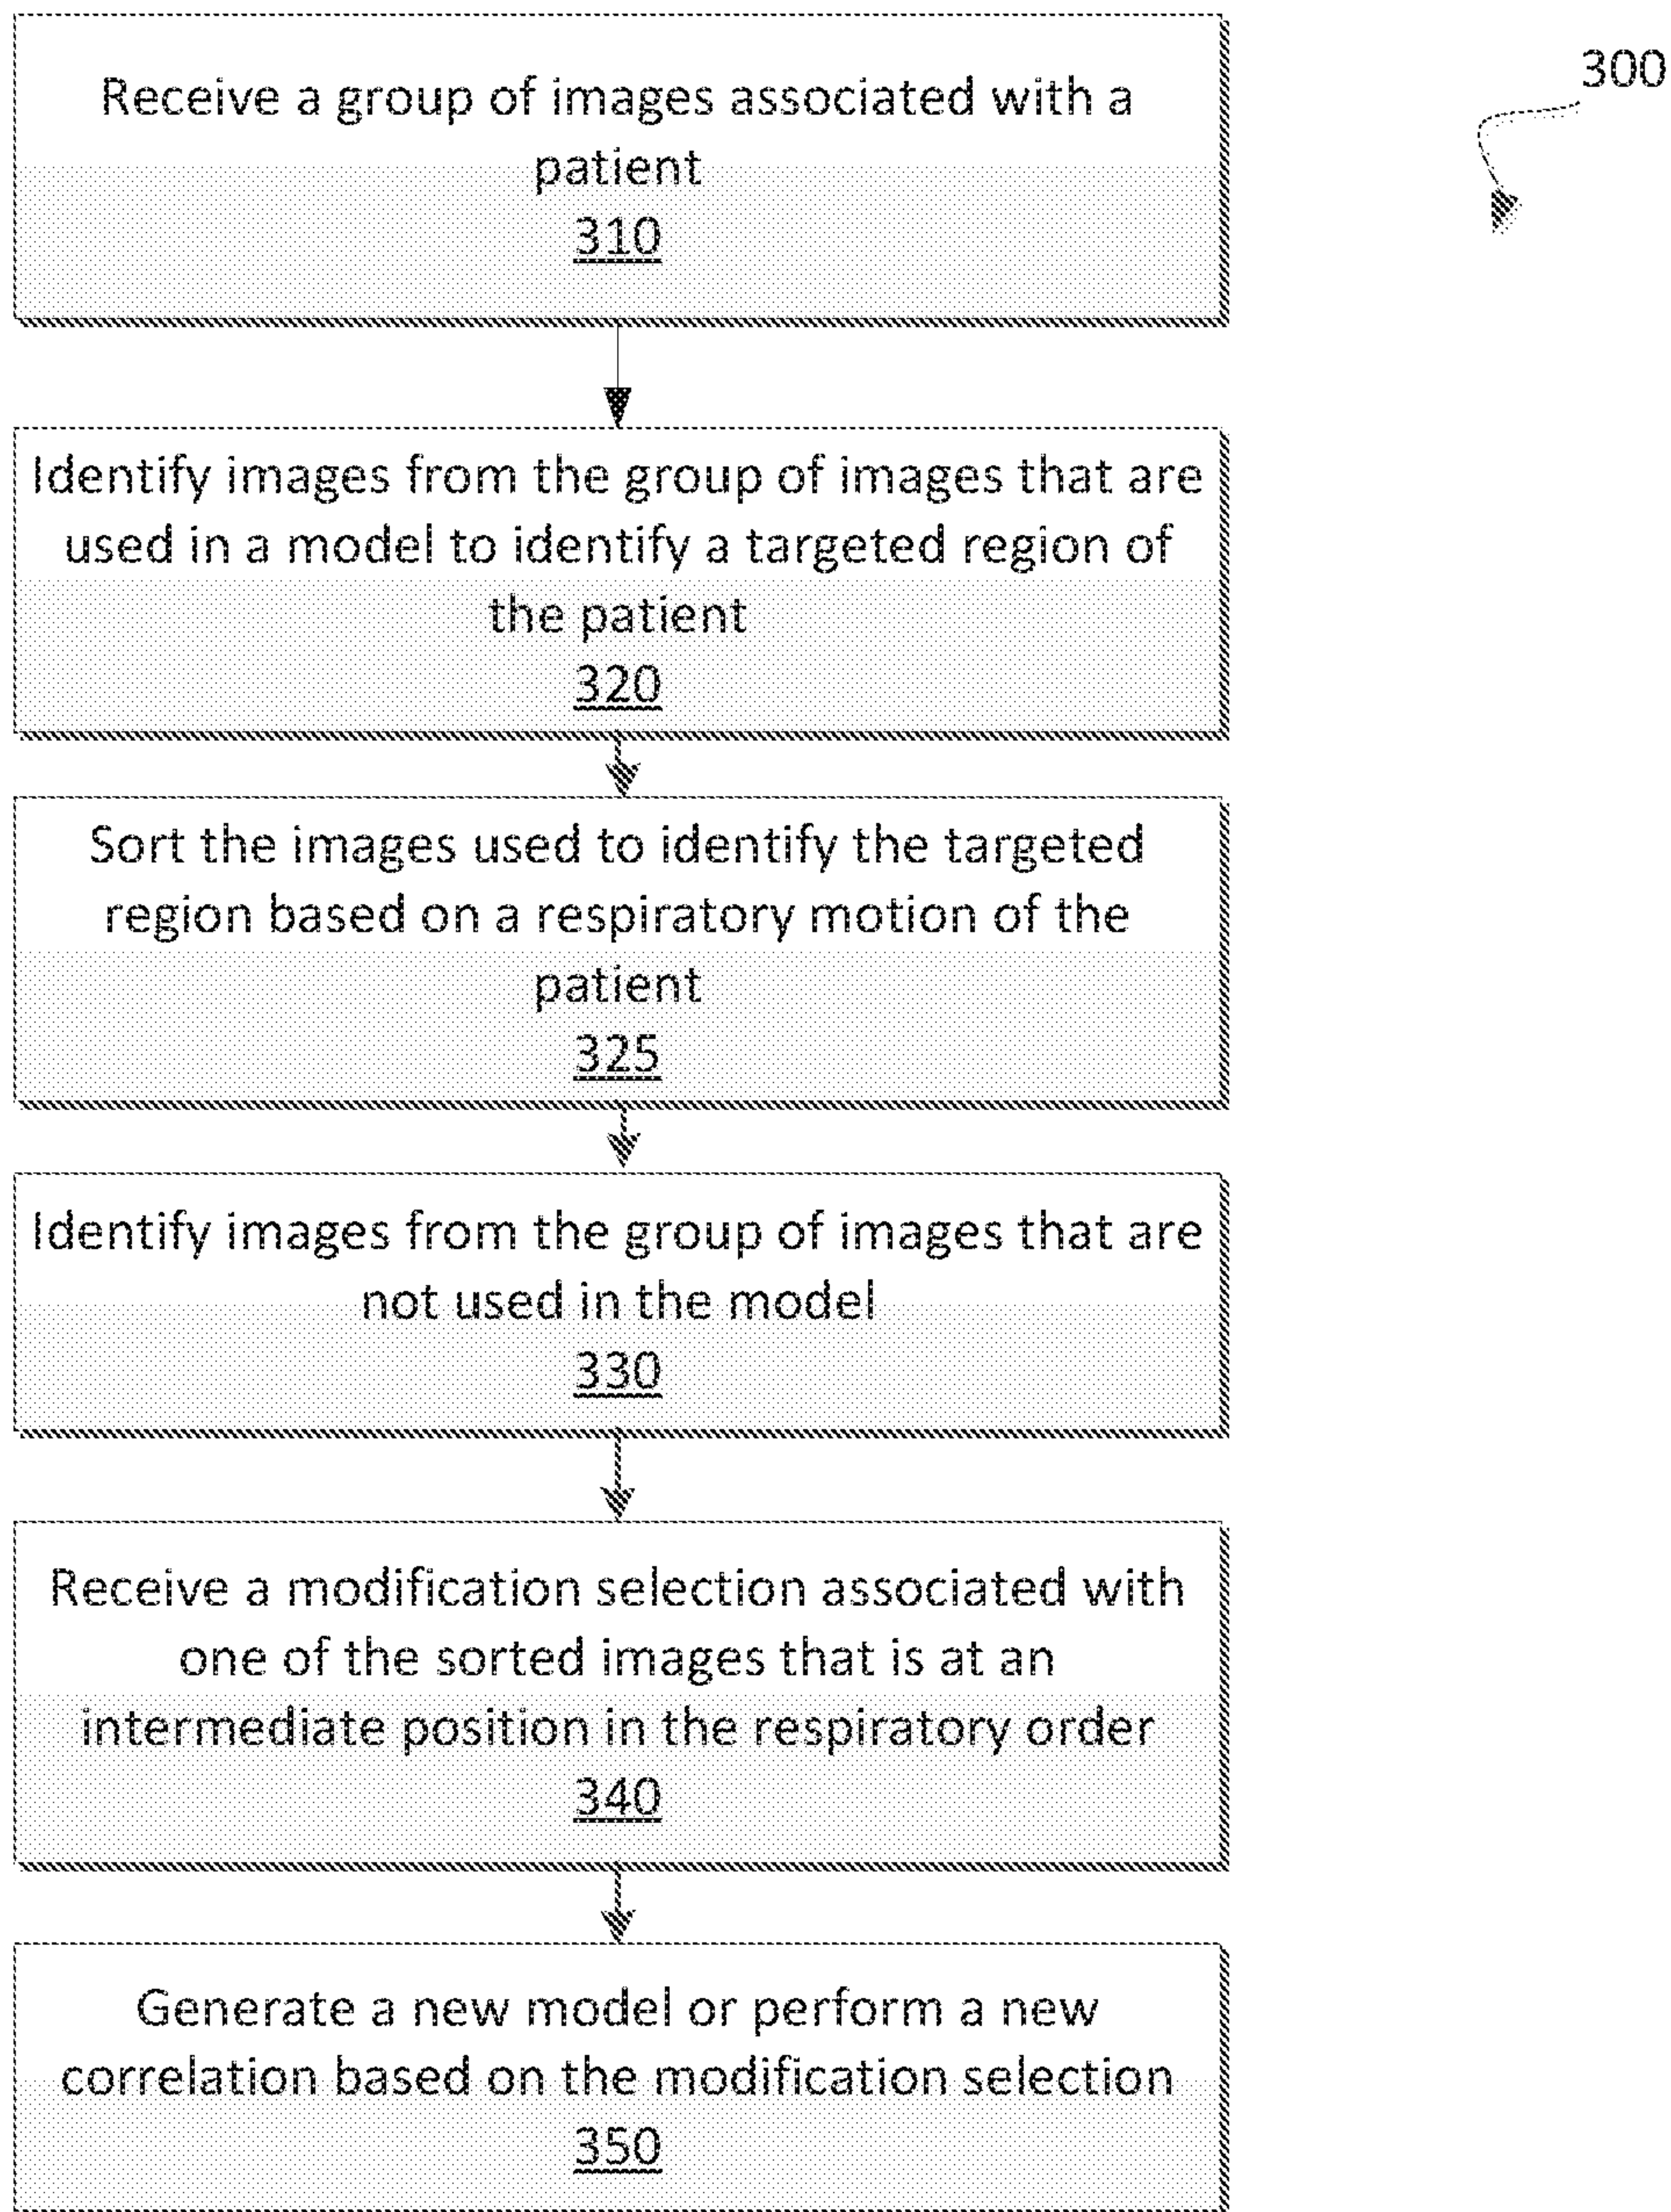 300
Receive a group of images associated with a
patient
310
Identify images from the group of images that are
used in a model to identify a targeted region of
the patient
320
Sort the images used to identify the targeted
region based on a respiratory motion of the
patient
325
Identify images from the group of images that are
not used in the model
330
Receive a modification selection associated with
one of the sorted images that is at an
intermediate position in the respiratory order
340
Generate a new model or perform a new
correlation based on the modification selection
350